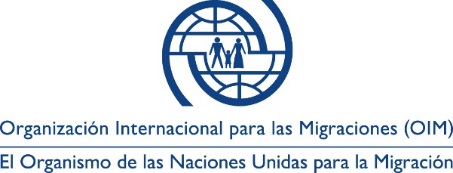 Organización Internacional para las Migraciones (OIM)
El Organismo de las Naciones Unidas para la Migración